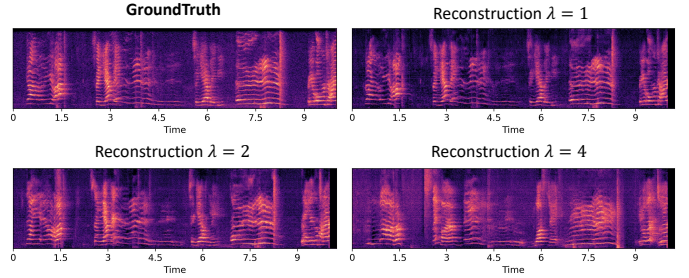 GroundTruth
Reconstruction λ = 1
0 1.5 3 4.5 6 7.5 9
Time
0 1.5 3 4.5 6 7.5 9
Time
Reconstruction λ = 2
Reconstruction λ = 4
0 1.5 3 4.5 6 7.5 9
Time
0 1.5 3 4.5 6 7.5 9
Time